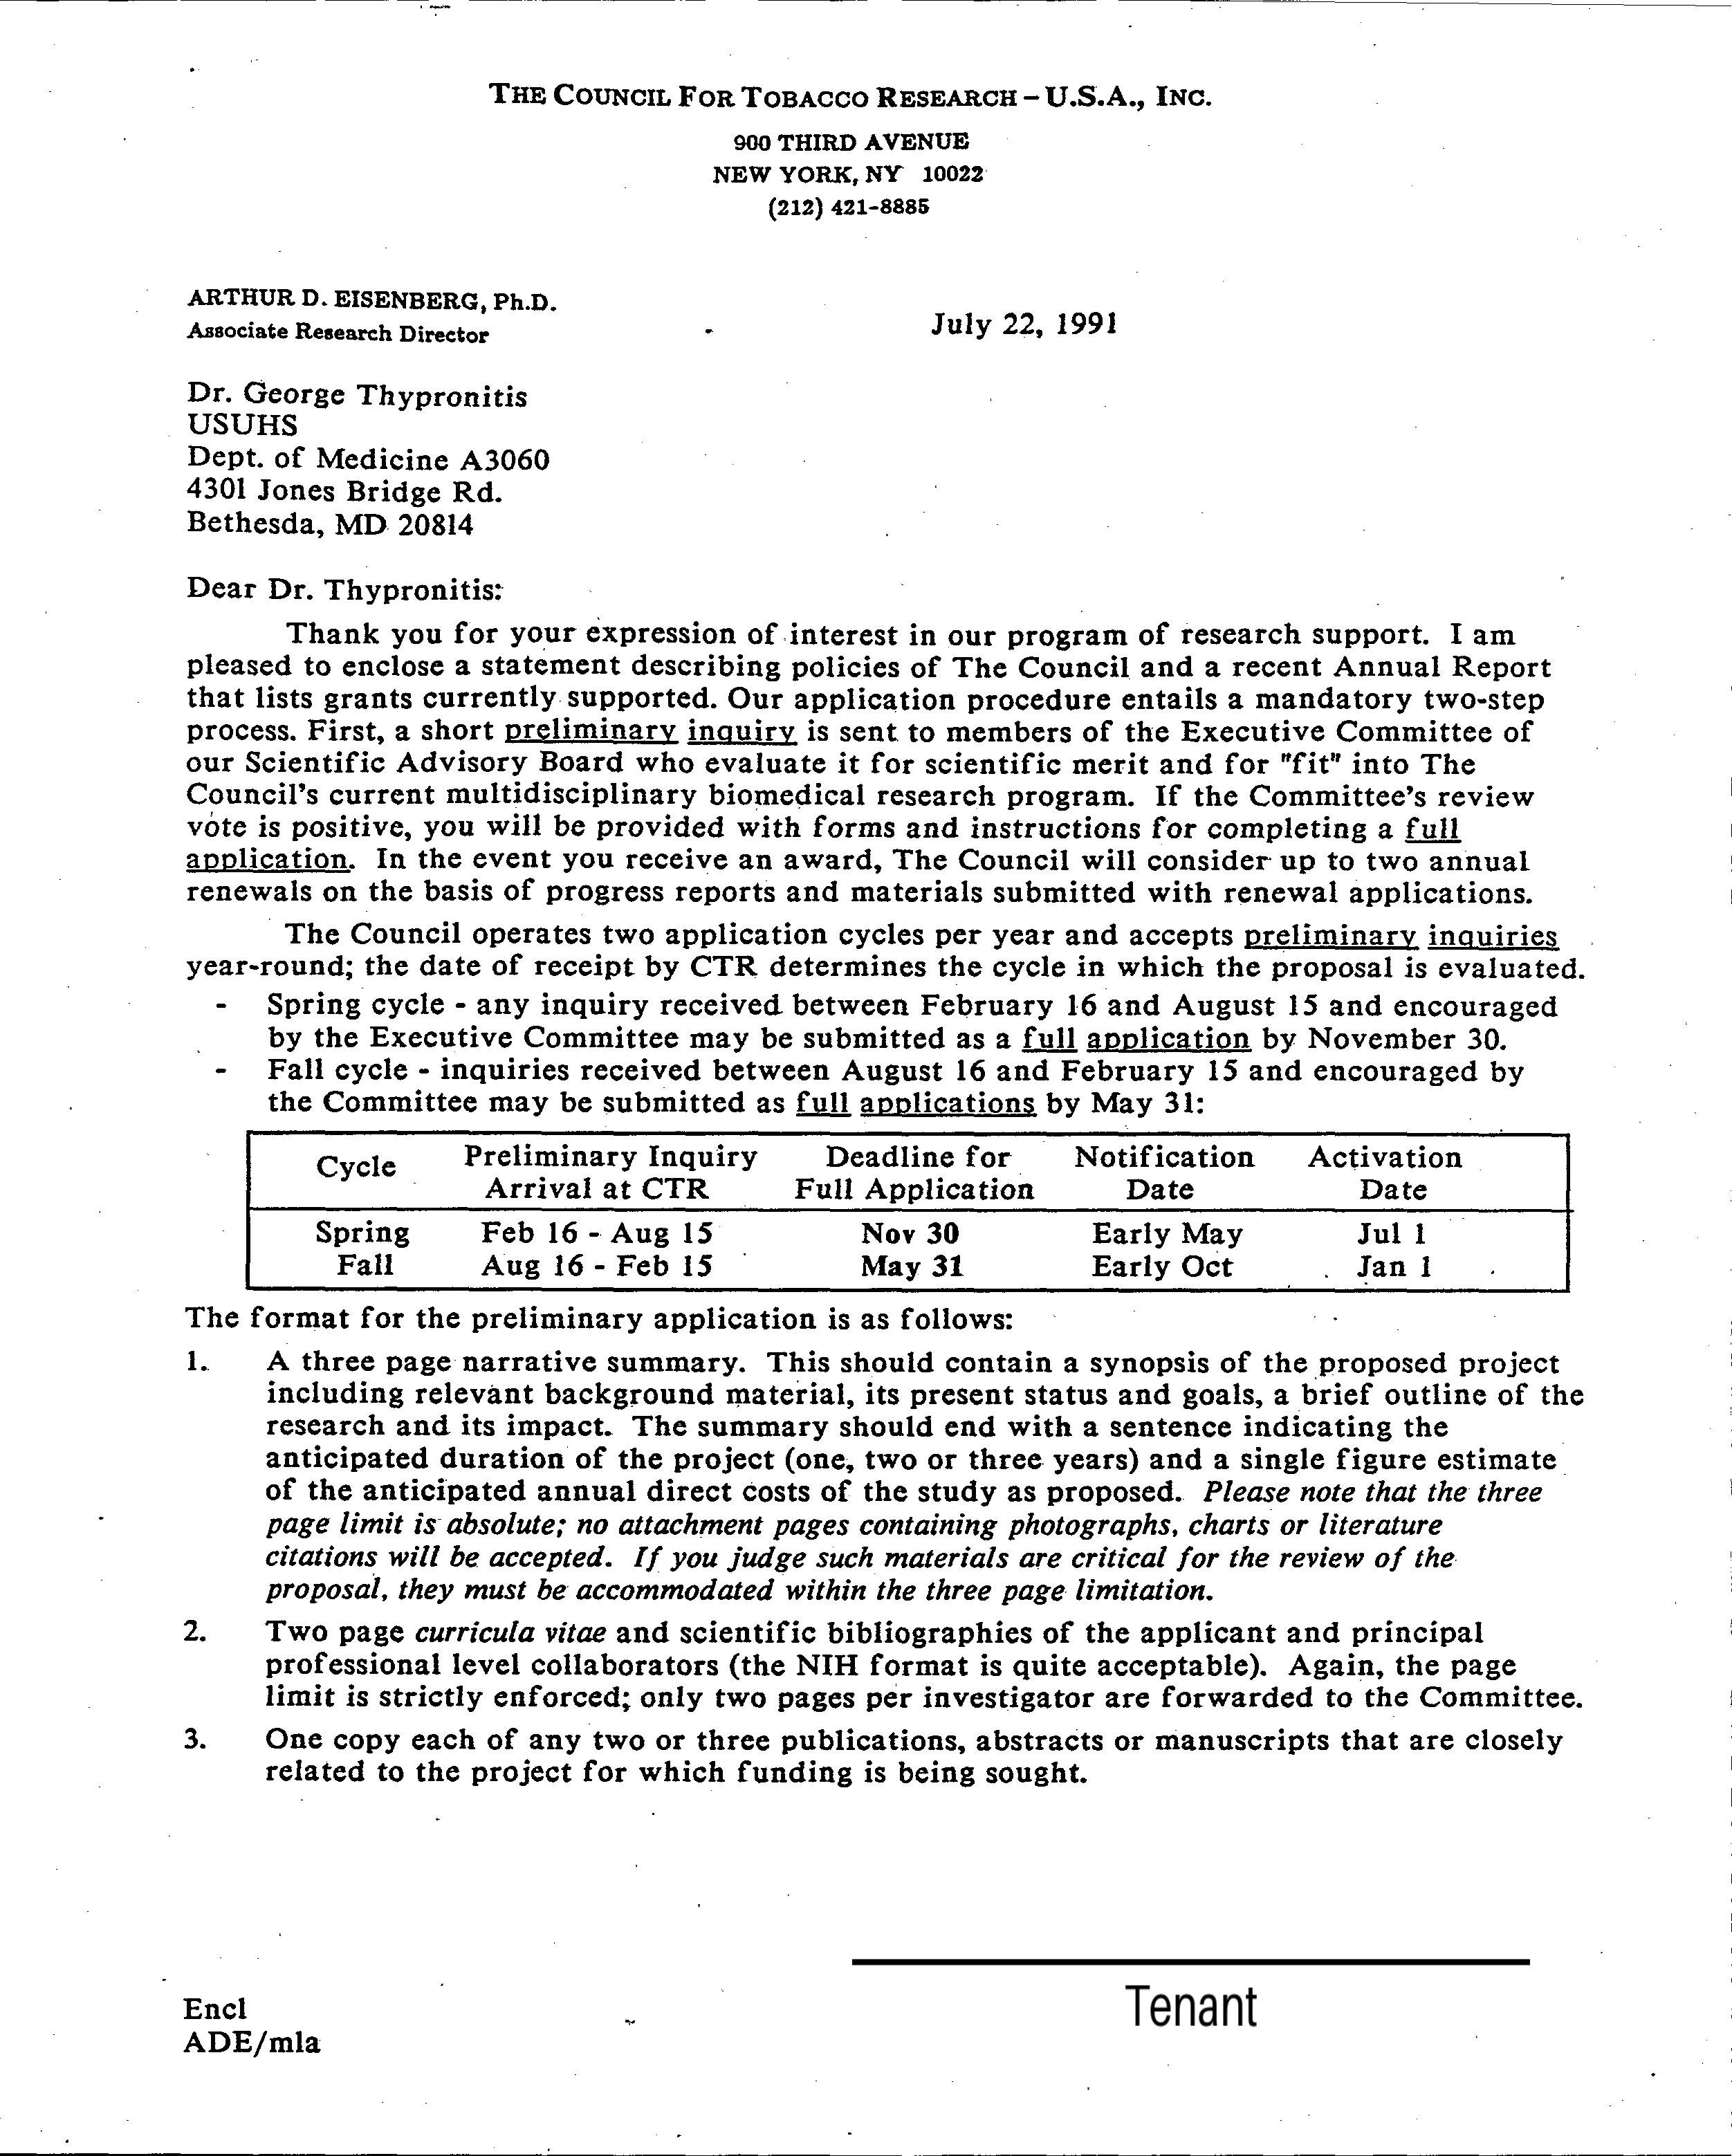 THE COUNCIL FOR TOBACCO RESEARCH – U.S.A., INC.
900 THIRD AVENUE
NEW YORK, NY 10022
(212) 421-8885
ARTHUR D. EISENBERG, Ph.D.
Associate Research Director
July 22, 1991
Dr. George Thypronitis
USUHS
Dept. of Medicine A3060
4301 Jones Bridge Rd.
Bethesda, MD 20814
Dear Dr. Thypronitis:
Thank you for your expression of interest in our program of research support. I am
pleased to enclose a statement describing policies of The Council and a recent Annual Report
that lists grants currently supported. Our application procedure entails a mandatory two-step
process. First, a short preliminary inquiry is sent to members of the Executive Committee of
our Scientific Advisory Board who evaluate it for scientific merit and for "fit" into The
Council's current multidisciplinary biomedical research program. If the Committee's review
vote is positive, you will be provided with forms and instructions for completing a full
application. In the event you receive an award, The Council will consider up to two annual
renewals on the basis of progress reports and materials submitted with renewal applications.
The Council operates two application cycles per year and accepts preliminary inquiries
year-round; the date of receipt by CTR determines the cycle in which the proposal is evaluated.
- Spring cycle - any inquiry received between February 16 and August 15 and encouraged
by the Executive Committee may be submitted as a full application by November 30.
- Fall cycle - inquiries received between August 16 and February 15 and encouraged by
the Committee may be submitted as full applications by May 31:
Cycle Preliminary Inquiry Deadline for Notification Activation
Arrival at CTR Full Application Date Date
Spring Feb 16 - Aug 15 Nov 30 Early May Jul 1
Fall Aug 16 - Feb 15 May 31 Early Oct Jan 1
The format for the preliminary application is as follows:
1. A three page narrative summary. This should contain a synopsis of the proposed project
including relevant background material, its present status and goals, a brief outline of the
research and its impact. The summary should end with a sentence indicating the
anticipated duration of the project (one, two or three years) and a single figure estimate
of the anticipated annual direct costs of the study as proposed. Please note that the three
page limit is absolute; no attachment pages containing photographs, charts or literature
citations will be accepted. If you judge such materials are critical for the review of the
proposal, they must be accommodated within the three page limitation.
2. Two page curricula vitae and scientific bibliographies of the applicant and principal
professional level collaborators (the NIH format is quite acceptable). Again, the page
limit is strictly enforced; only two pages per investigator are forwarded to the Committee.
3. One copy each of any two or three publications, abstracts or manuscripts that are closely
related to the project for which funding is being sought.
Tenant
Encl
ADE/mla